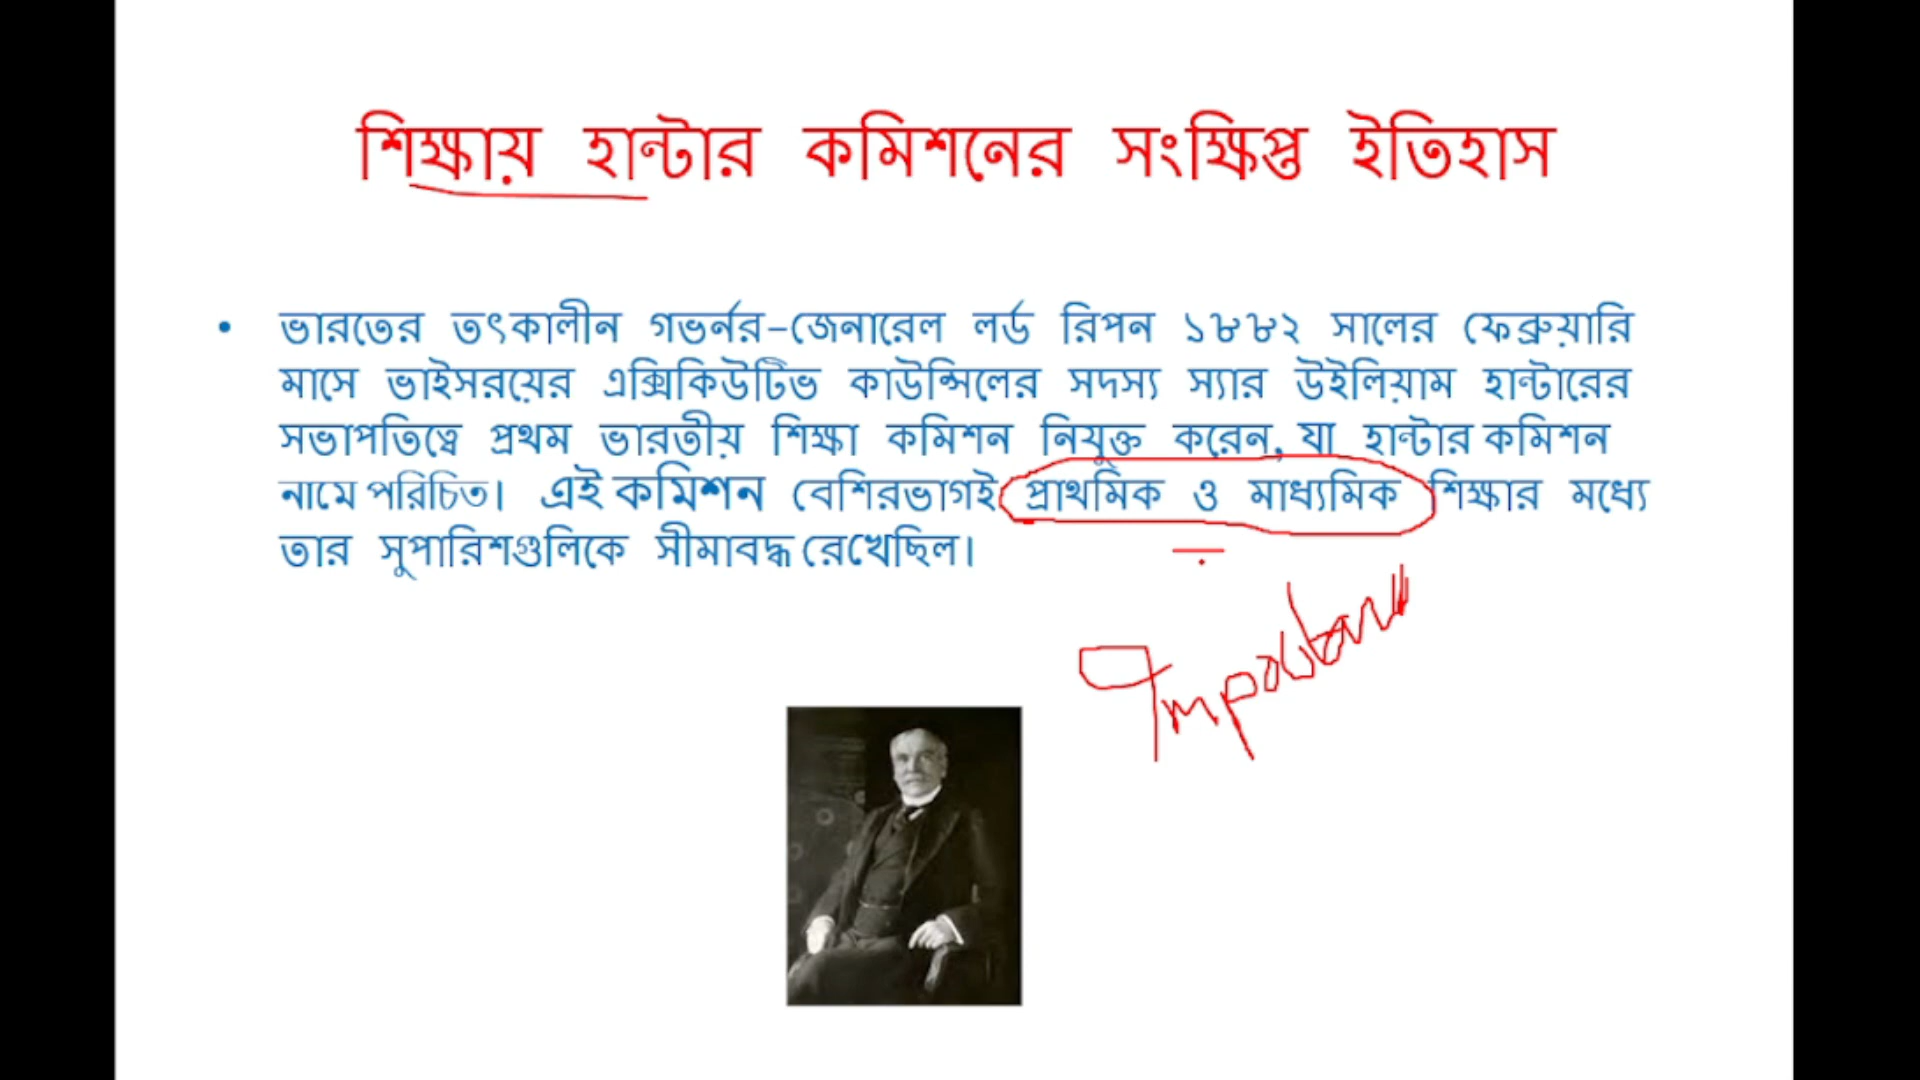 শিক্ষায় হান্টার কমিশনের সংক্ষিপ্ত ইতিহাস
• ভারতের তৎকালীন গভর্নর-জেনারেল লর্ড রিপন ১৮৮২ সালের ফেব্রুয়ারি
মাসে ভাইসরয়ের এক্সিকিউটিভ কাউন্সিলের সদস্য স্যার উইলিয়াম হান্টারের
সভাপতিত্বে প্রথম ভারতীয় শিক্ষা কমিশন নিযুক্ত করেন, যা হান্টার কমিশন
নামে পরিচিত। এই কমিশন বেশিরভাগই প্রাথমিক ও মাধ্যমিক শিক্ষার মধ্যে
তার সুপারিশগুলিকে সীমাবদ্ধ রেখেছিল।